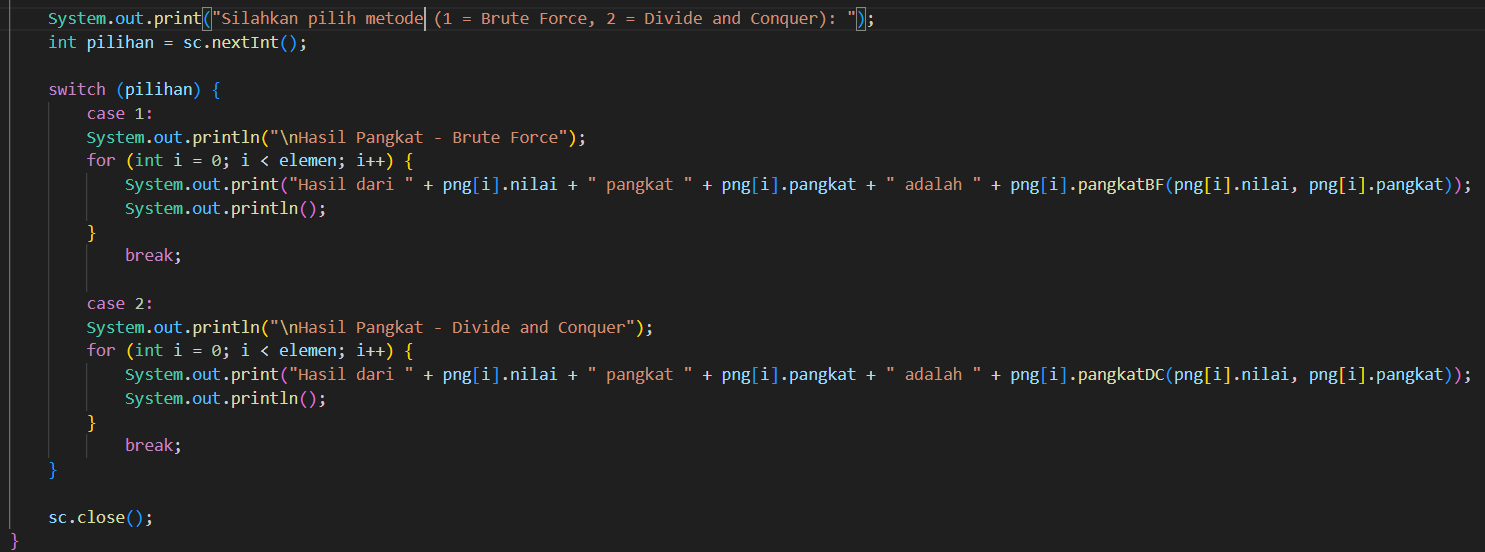 System.out.print("Silahkan pilih metode (1 = Brute Force, 2 = Divide and Conquer): ");
int pilihan = sc.nextInt();
switch (pilihan) {
case 1:
System.out.println("\nHasil Pangkat - Brute Force");
for (int i = 0; i < elemen; i++) {
System.out.print("Hasil dari " + png[i].nilai + " pangkat " + png[i].pangkat + " adalah " + png[i].pangkatBF(png[i].nilai, png[i].pangkat));
System.out.println();
}
break;
case 2:
System.out.println("\nHasil Pangkat - Divide and Conquer");
for (int i = 0; i < elemen; i++) {
System.out.print("Hasil dari " + png[i].nilai + " pangkat " + png[i].pangkat + " adalah " + png[i].pangkatDC(png[i].nilai, png[i].pangkat));
System.out.println();
}
break;
}
sc.close();
}